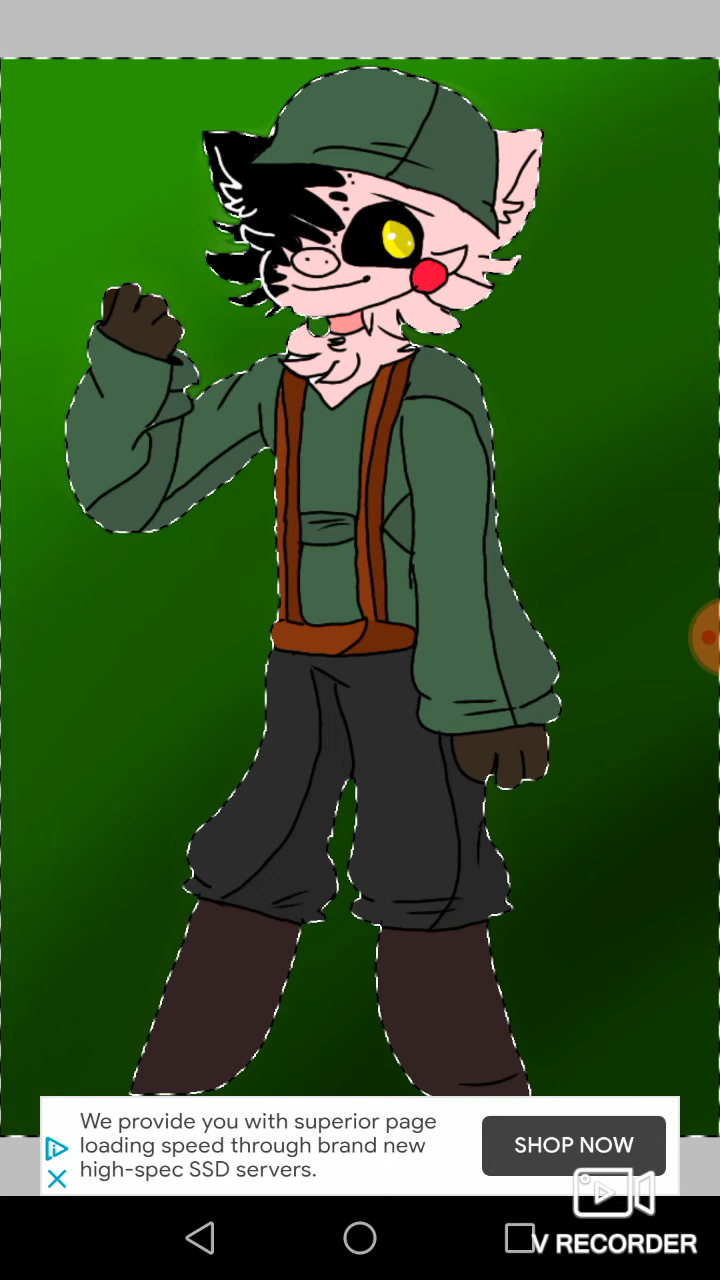 We provide you with superior page
loading speed through brand new
high-spec SSD servers.
SHOP NOW
V RECORDER